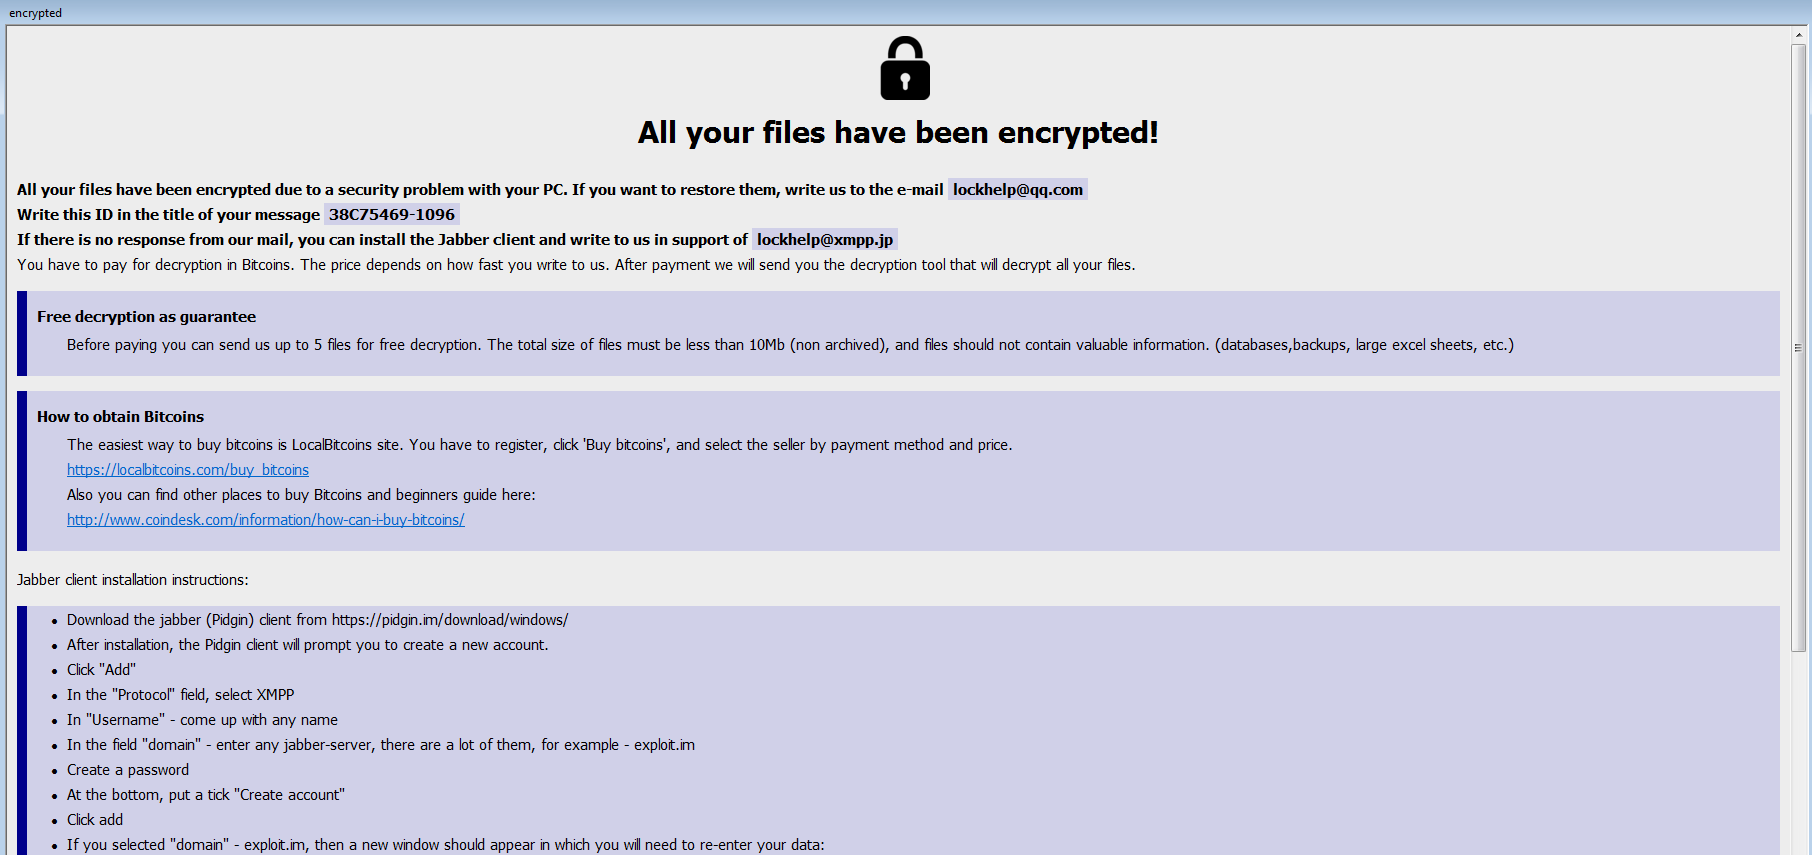 encrypted
All your files have been encrypted!
All your files have been encrypted due to a security problem with your PC. If you want to restore them, write us to the e-mail lockhelp@qq.com
Write this ID in the title of your message 38C75469-1096
If there is no response from our mail, you can install the Jabber client and write to us in support of lockhelp@xmpp.jp
You have to pay for decryption in Bitcoins. The price depends on how fast you write to us. After payment we will send you the decryption tool that will decrypt all your files.
Free decryption as guarantee
Before paying you can send us up to 5 files for free decryption. The total size of files must be less than 10Mb (non archived), and files should not contain valuable information. (databases,backups, large excel sheets, etc.)
How to obtain Bitcoins
The easiest way to buy bitcoins is LocalBitcoins site. You have to register, click 'Buy bitcoins', and select the seller by payment method and price.
https://localbitcoins.com/buy_bitcoins
Also you can find other places to buy Bitcoins and beginners guide here:
http://www.coindesk.com/information/how-can-i-buy-bitcoins/
Jabber client installation instructions:
• Download the jabber (Pidgin) client from https://pidgin.im/download/windows/
• After installation, the Pidgin client will prompt you to create a new account.
• Click "Add"
• In the "Protocol" field, select XMPP
• In "Username" - come up with any name
• In the field "domain" - enter any jabber-server, there are a lot of them, for example - exploit.im
• Create a password
• At the bottom, put a tick "Create account"
• Click add
• If you selected "domain" - exploit.im, then a new window should appear in which you will need to re-enter your data: